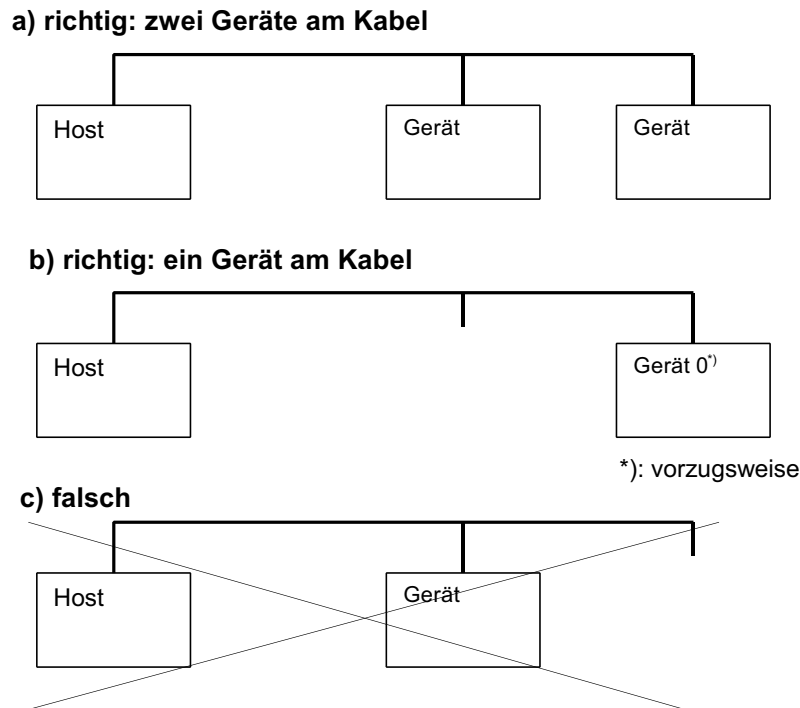 a) richtig: zwei Geräte am Kabel
Host
Gerät
Gerät
b) richtig: ein Gerät am Kabel
Host
Gerät 0*)
*): vorzugsweise
c) falsch
Host
Gerät